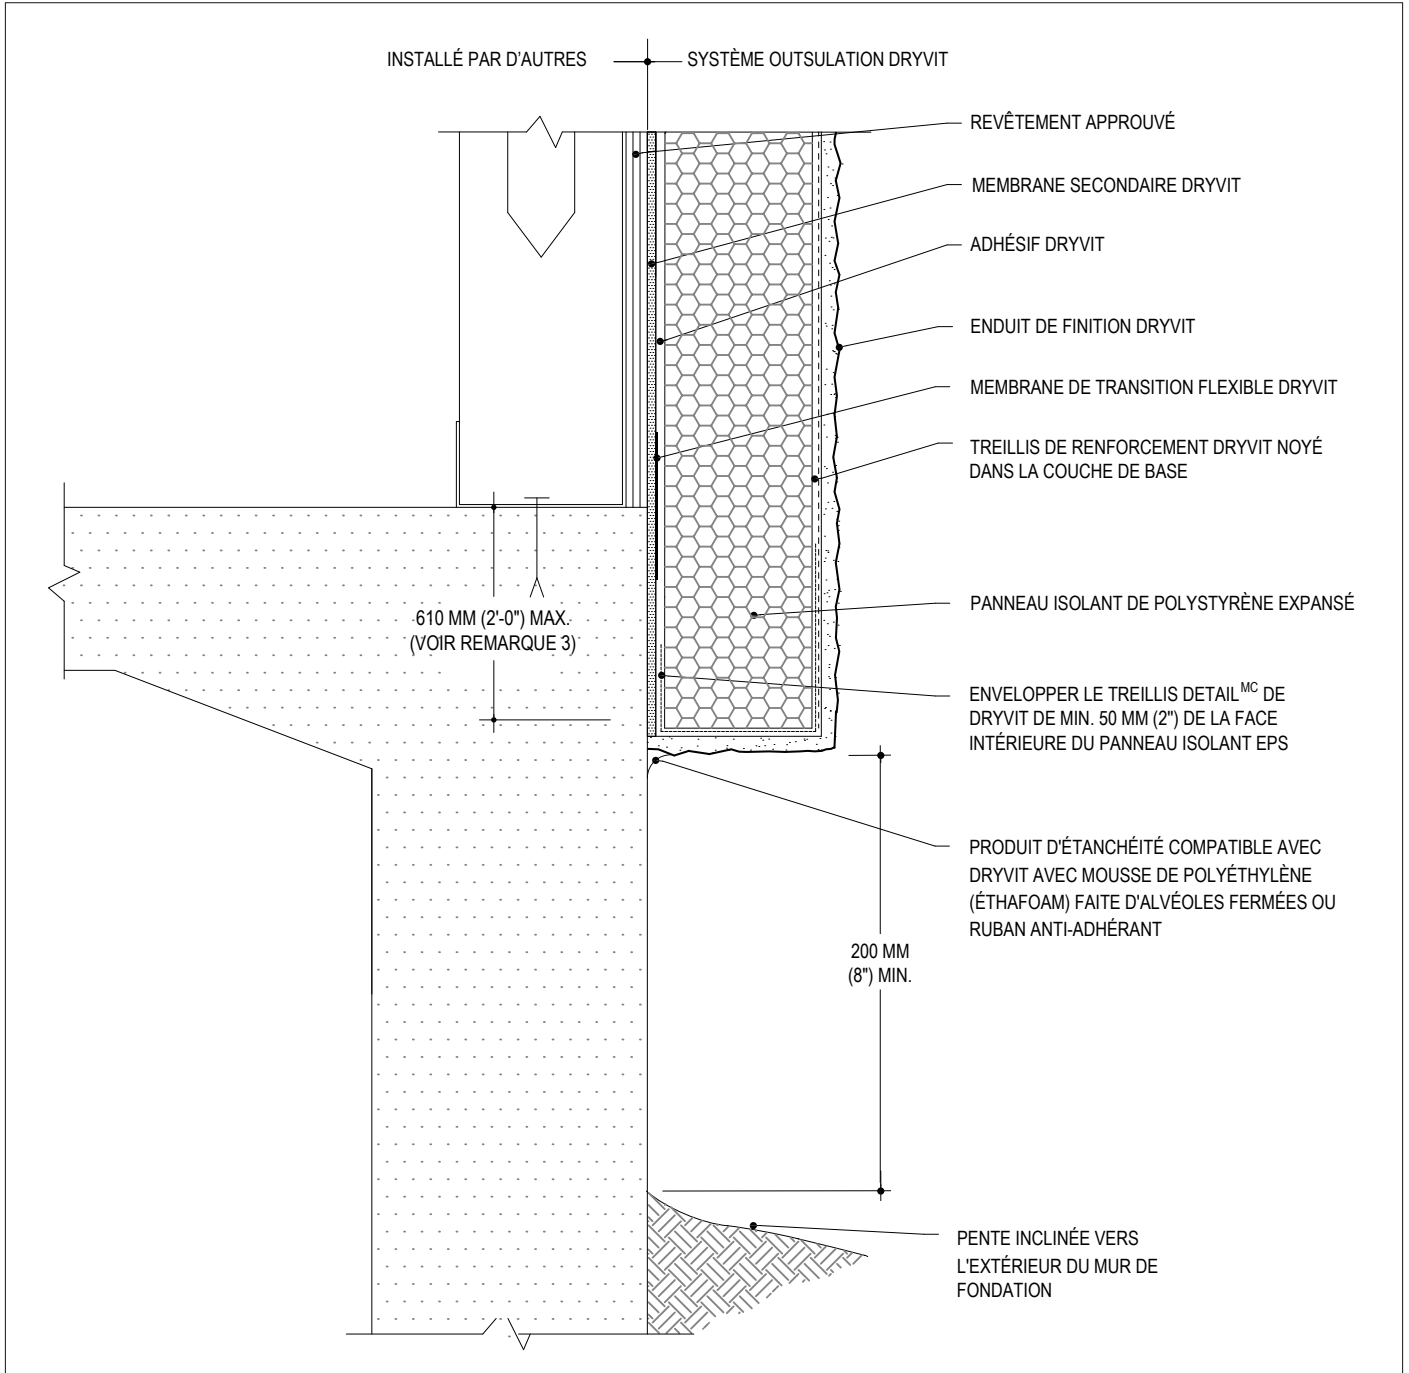 INSTALLÉ PAR D'AUTRES
SYSTÈME OUTSULATION DRYVIT
REVÊTEMENT APPROUVÉ
MEMBRANE SECONDAIRE DRYVIT
ADHÉSIF DRYVIT
ENDUIT DE FINITION DRYVIT
MEMBRANE DE TRANSITION FLEXIBLE DRYVIT
TREILLIS DE RENFORCEMENT DRYVIT NOYÉ
DANS LA COUCHE DE BASE
610 MM (2'-0") MAX.
(VOIR REMARQUE 3)
PANNEAU ISOLANT DE POLYSTYRÈNE EXPANSÉ
ENVELOPPER LE TREILLIS DETAIL^MC DE
DRYVIT DE MIN. 50 MM (2") DE LA FACE
INTÉRIEURE DU PANNEAU ISOLANT EPS
PRODUIT D'ÉTANCHÉITÉ COMPATIBLE AVEC
DRYVIT AVEC MOUSSE DE POLYÉTHYLÈNE
(ÉTHAFOAM) FAITE D'ALVÉOLES FERMÉES OU
RUBAN ANTI-ADHÉRANT
200 MM
(8") MIN.
PENTE INCLINÉE VERS
L'EXTÉRIEUR DU MUR DE
FONDATION